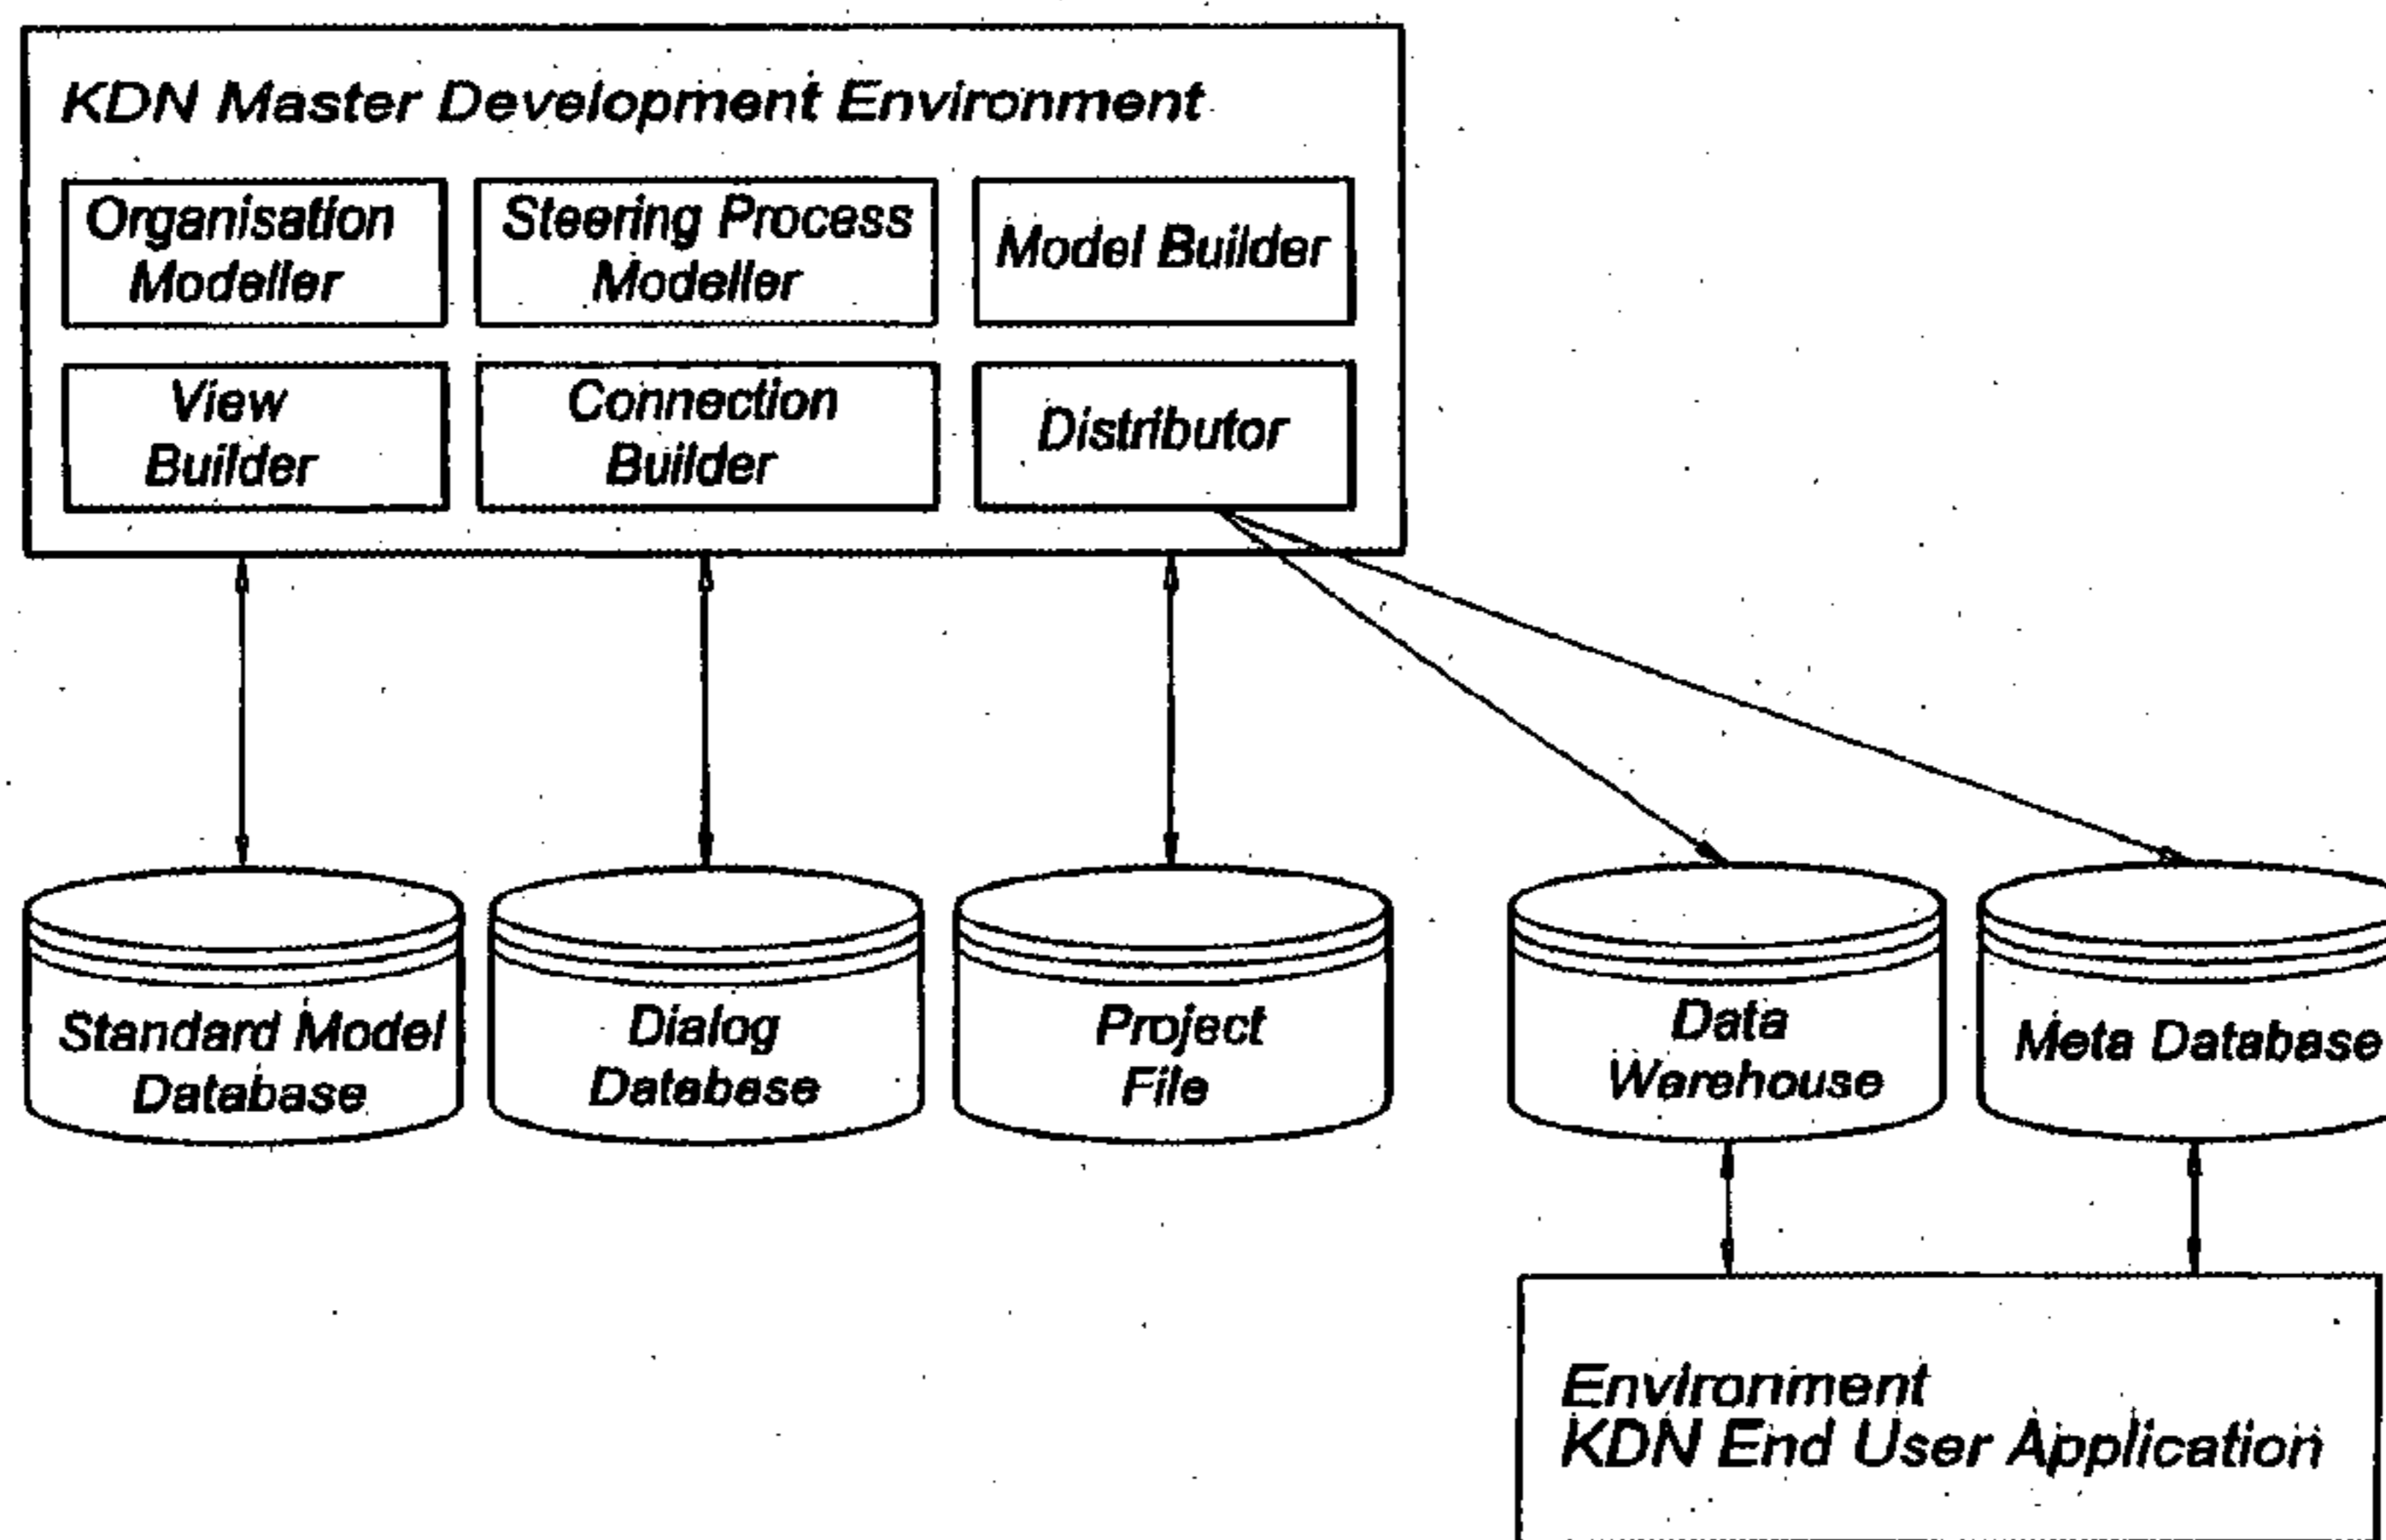 KDN Master Development Environment
Organisation
Modeller
Steering Process
Modeller
Model Builder
View
Builder
Connection
Builder
Distributor
Standard Model
Database
Dialog
Database
Project
File
Data
Warehouse
Meta Database
Environment
KDN End User Application